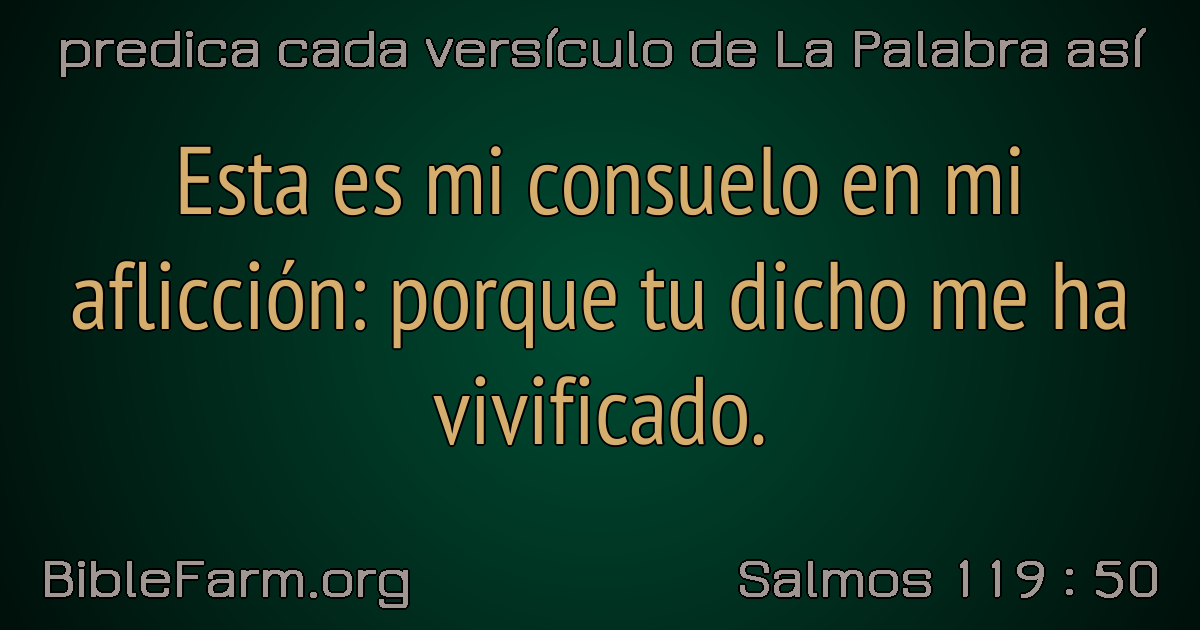 predica cada versículo de La Palabra así
Esta es mi consuelo en mi
aflicción: porque tu dicho me ha
vivificado.
BibleFarm.org
Salmos 119 : 50